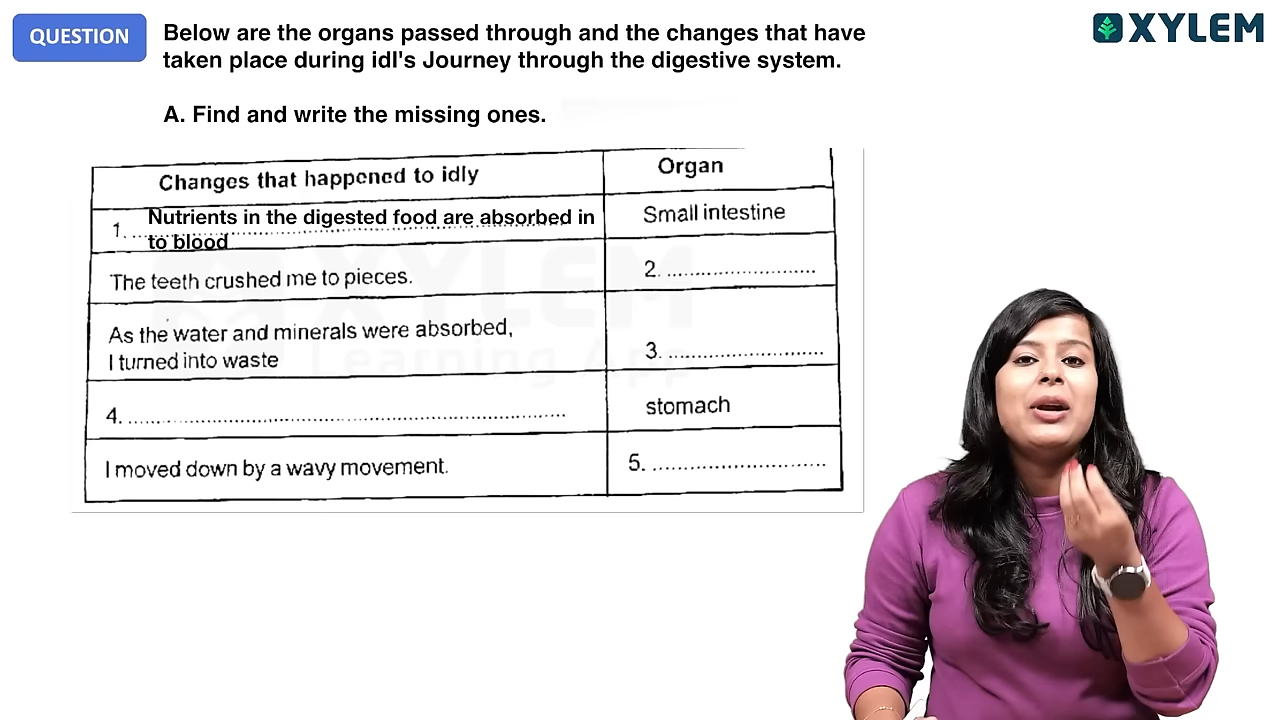 QUESTION
XYLEM
Below are the organs passed through and the changes that have
taken place during idl's Journey through the digestive system.
A. Find and write the missing ones.
Changes that happened to idly
Organ
1. Nutrients in the digested food are absorbed in
to blood
Small intestine
The teeth crushed me to pieces.
2. ............................
As the water and minerals were absorbed,
I turned into waste
3. ............................
4. ............................................................
stomach
I moved down by a wavy movement.
5. ............................
XYLEM
Learning App